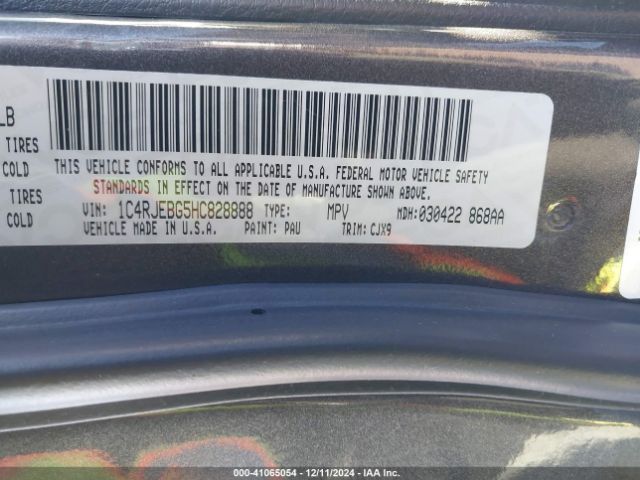 LB
TIRES
COLD
TIRES
COLD
THIS VEHICLE CONFORMS TO ALL APPLICABLE U.S.A. FEDERAL MOTOR VEHICLE SAFETY
STANDARDS IN EFFECT ON THE DATE OF MANUFACTURE SHOWN ABOVE.
VIN: 1C4RJEBG5HC828888 TYPE: MPV MDH:030422 868AA
VEHICLE MADE IN U.S.A. PAINT: PAU TRIM: CJX9
000-41065054 - 12/11/2024 - IAA Inc.